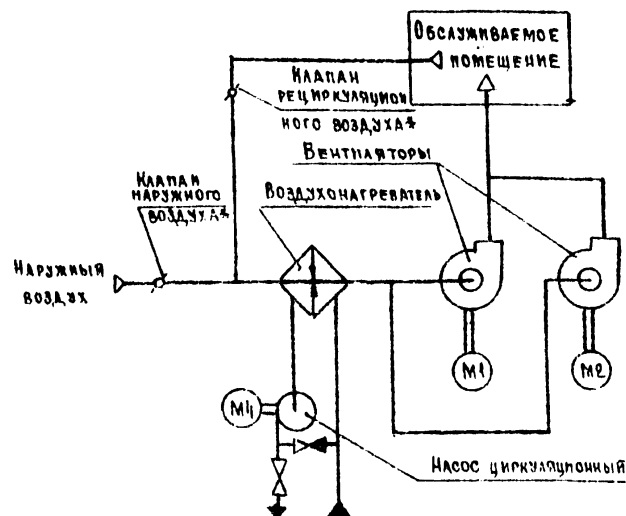 Обслуживаемое
помещение
Клапан
рециркуляцион
ного воздуха*
Вентиляторы
Клапан
наружного
воздуха*
Воздухонагреватель
Наружный
воздух
М1
М2
М4
Насос циркуляционный